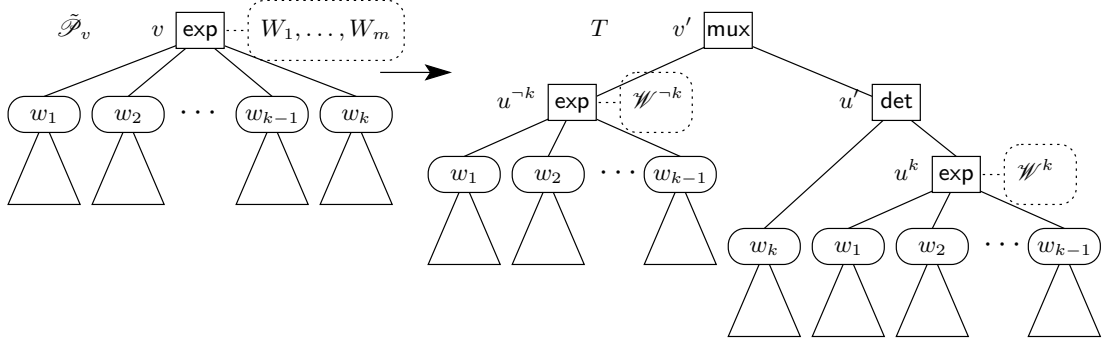 𝒫̃_v v exp W_1, . . . , W_m T v′ mux
w_1 w_2 · · · w_{k−1} w_k u^{¬k} exp 𝒲^{¬k} u′ det
w_1 w_2 · · · w_{k−1} u^k exp 𝒲^k
w_k w_1 w_2 · · · w_{k−1}